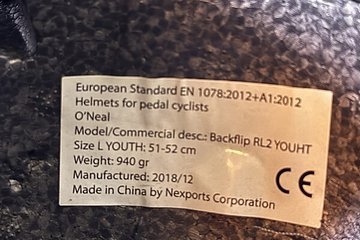 European Standard EN 1078:2012+A1:2012
Helmets for pedal cyclists
O'Neal
Model/Commercial desc.: Backflip RL2 YOUHT
Size L YOUTH: 51-52 cm
Weight: 940 gr
Manufactured: 2018/12
Made in China by Nexports Corporation
CE